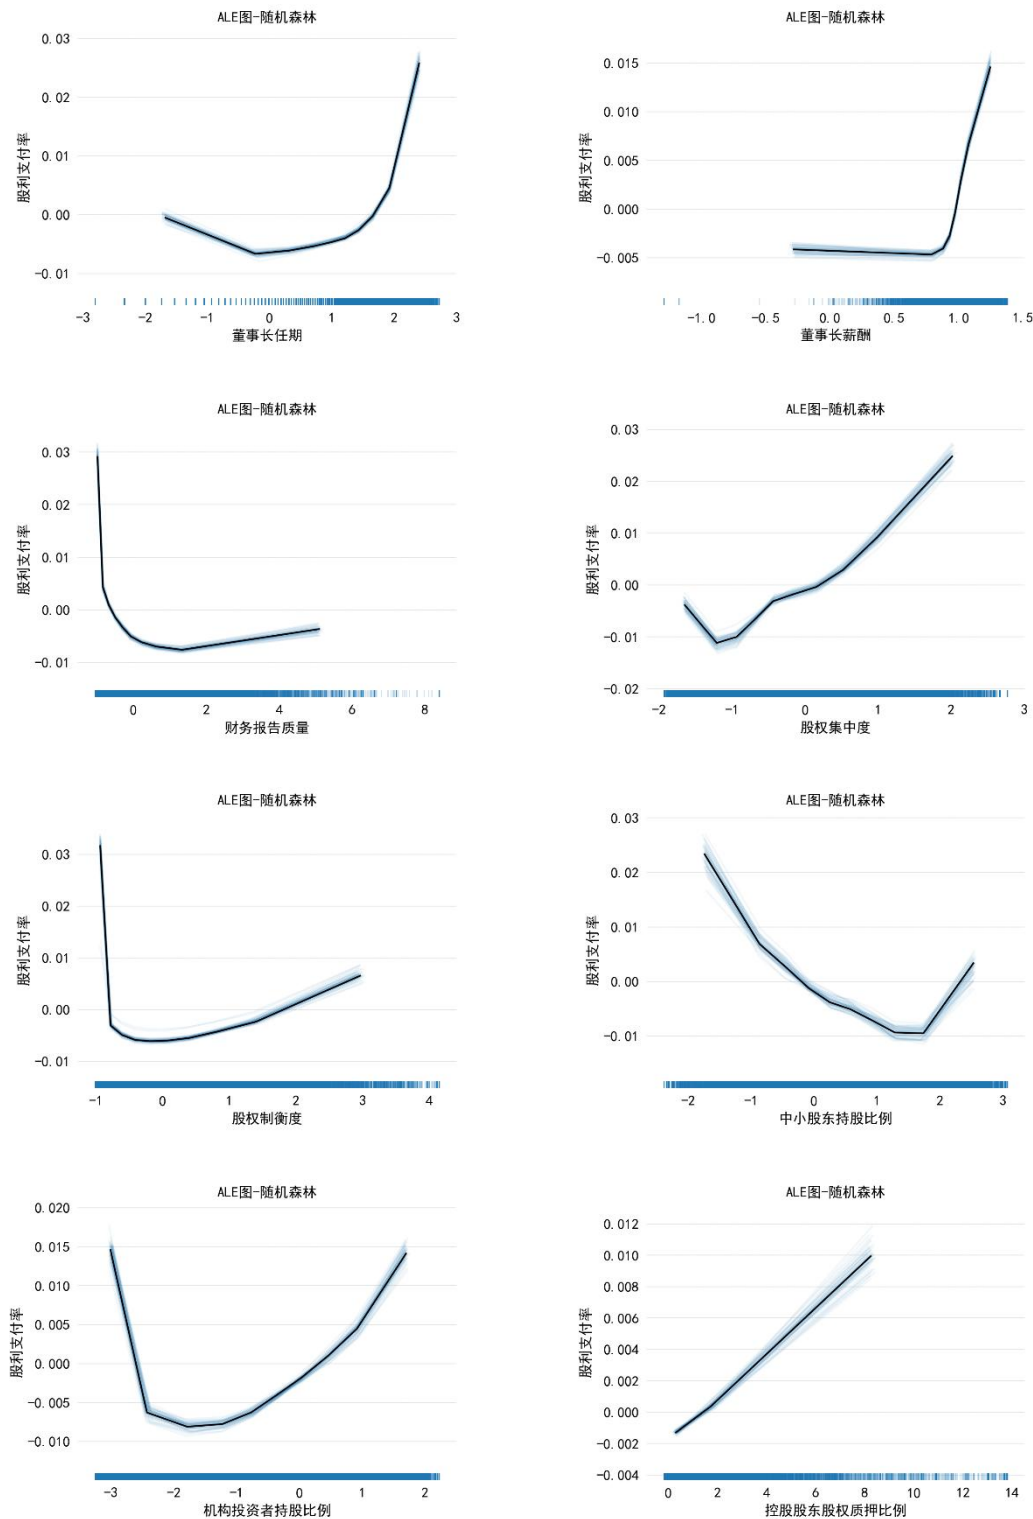 ALE图-随机森林
0.03
0.02
0.01
0.00
-0.01
股利支付率
-3 -2 -1 0 1 2 3
董事长任期
ALE图-随机森林
0.015
0.010
0.005
0.000
-0.005
股利支付率
-1.0 -0.5 0.0 0.5 1.0 1.5
董事长薪酬
ALE图-随机森林
0.03
0.02
0.01
0.00
-0.01
股利支付率
0 2 4 6 8
财务报告质量
ALE图-随机森林
0.03
0.02
0.01
0.00
-0.01
-0.02
股利支付率
-2 -1 0 1 2 3
股权集中度
ALE图-随机森林
0.03
0.02
0.01
0.00
-0.01
股利支付率
-1 0 1 2 3 4
股权制衡度
ALE图-随机森林
0.03
0.02
0.01
0.00
-0.01
股利支付率
-2 -1 0 1 2 3
中小股东持股比例
ALE图-随机森林
0.020
0.015
0.010
0.005
0.000
-0.005
-0.010
股利支付率
-3 -2 -1 0 1 2
机构投资者持股比例
ALE图-随机森林
0.012
0.010
0.008
0.006
0.004
0.002
0.000
-0.002
-0.004
股利支付率
0 2 4 6 8 10 12 14
控股股东股权质押比例